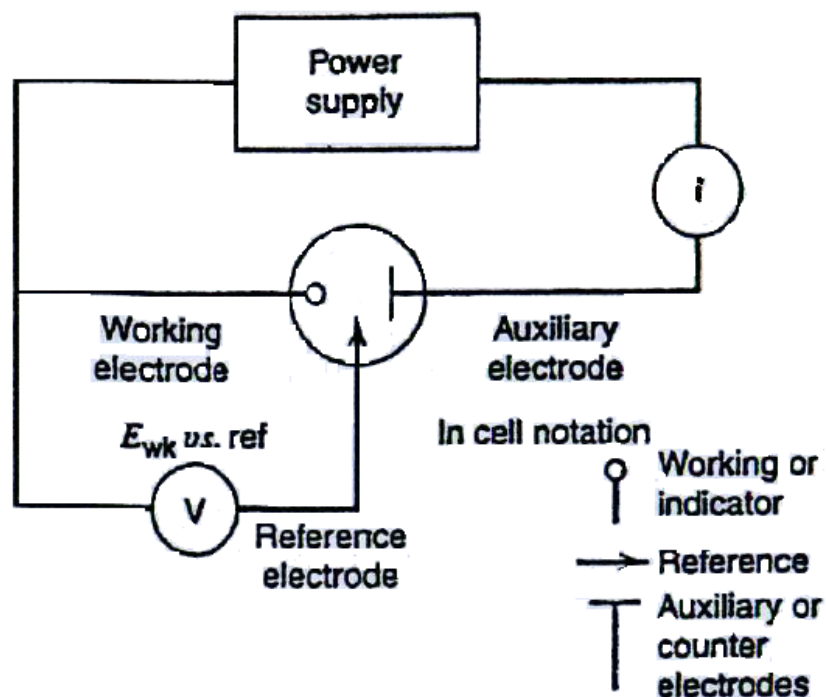 Power
supply
i
Working
electrode
Auxiliary
electrode
E_wk vs. ref
V
Reference
electrode
In cell notation
Working or
indicator
Reference
Auxiliary or
counter
electrodes